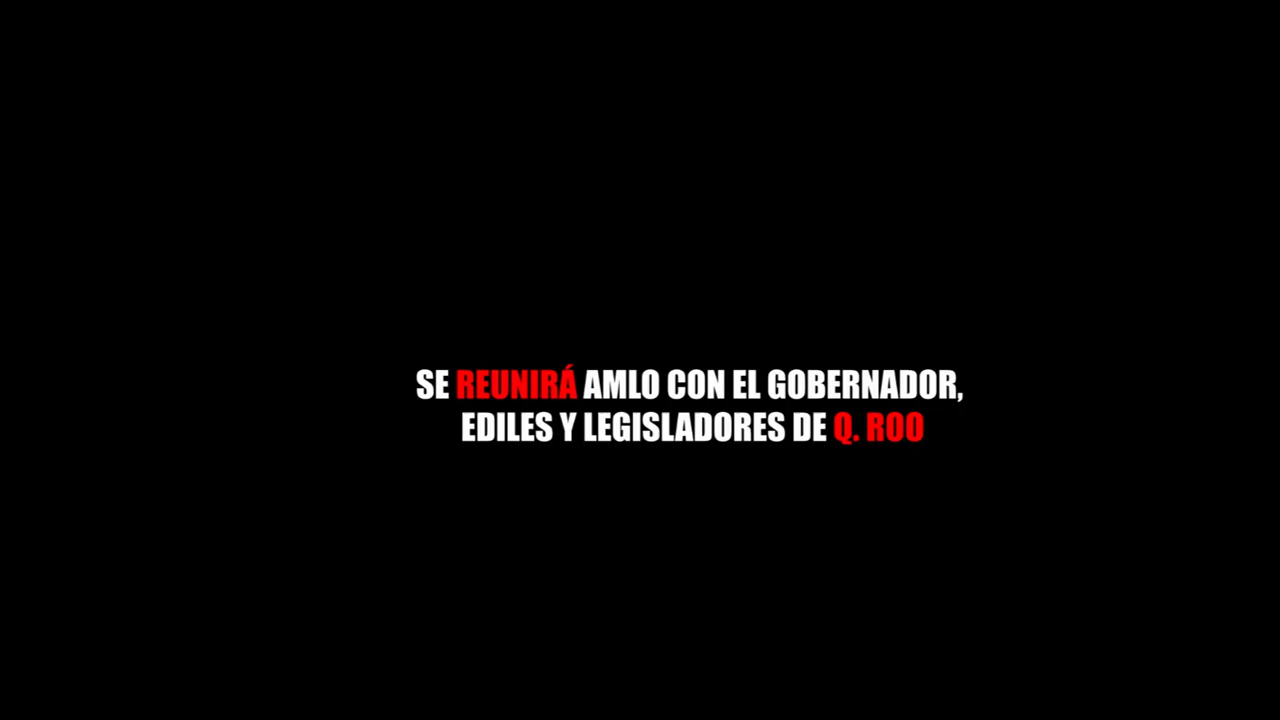 SE REUNIRÁ AMLO CON EL GOBERNADOR,
EDILES Y LEGISLADORES DE Q. ROO